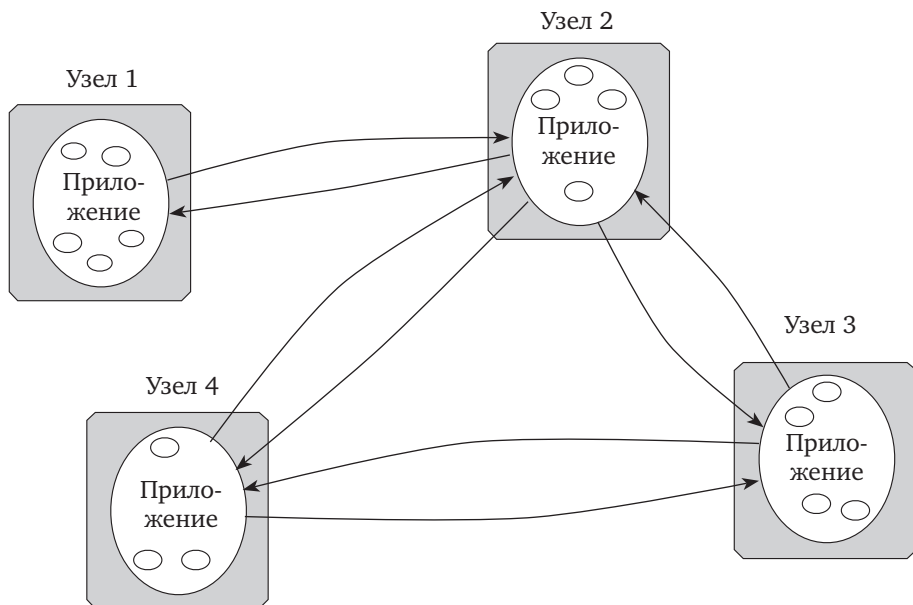 Узел 2
Узел 1
Прило-
жение
Прило-
жение
Узел 3
Узел 4
Прило-
жение
Прило-
жение